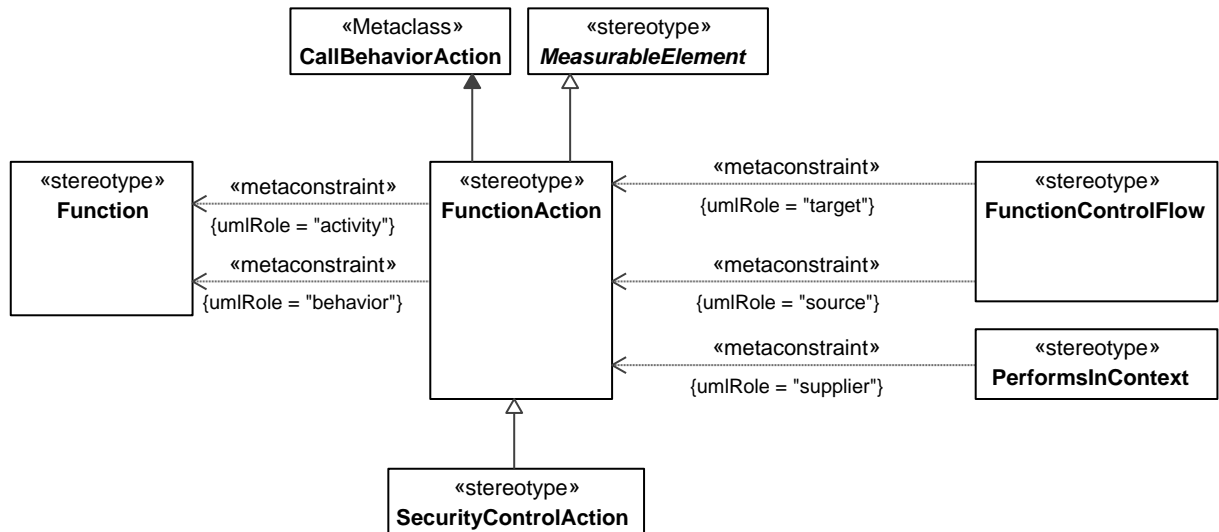 «Metaclass»
CallBehaviorAction
«stereotype»
MeasurableElement
«stereotype»
Function
«metaconstraint»
{umlRole = "activity"}
«metaconstraint»
{umlRole = "behavior"}
«stereotype»
FunctionAction
«metaconstraint»
{umlRole = "target"}
«metaconstraint»
{umlRole = "source"}
«metaconstraint»
{umlRole = "supplier"}
«stereotype»
FunctionControlFlow
«stereotype»
PerformsInContext
«stereotype»
SecurityControlAction